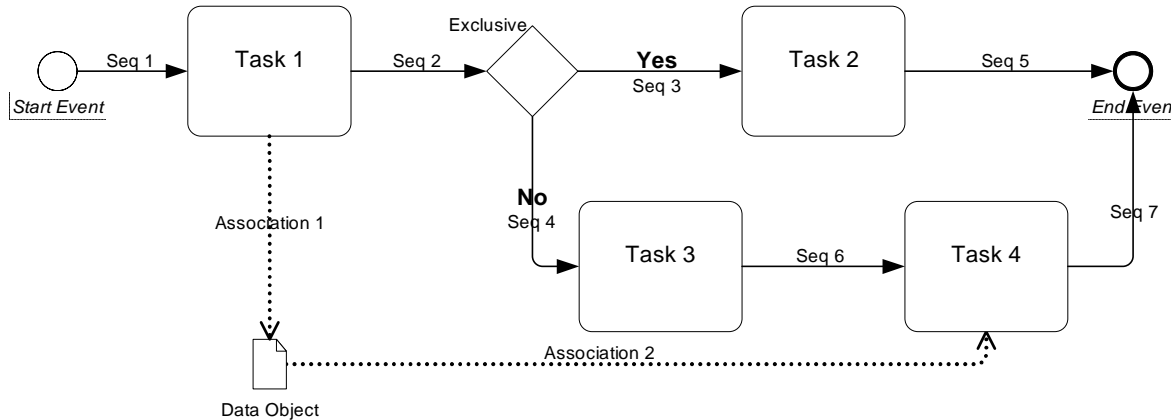 Exclusive
Task 1
Yes
Task 2
Seq 1
Seq 2
Seq 3
Seq 5
Start Event
End Event
No
Seq 4
Association 1
Task 3
Seq 6
Task 4
Seq 7
Association 2
Data Object